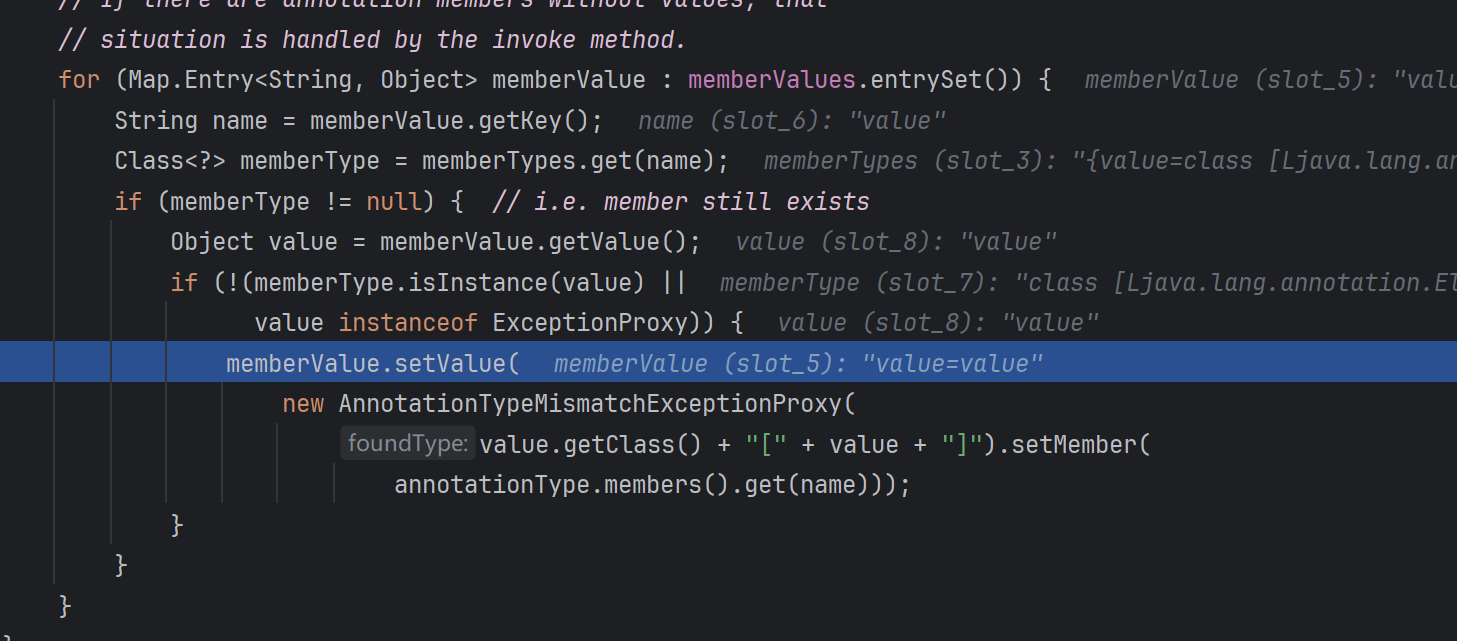 // If there are annotation members without values, that
// situation is handled by the invoke method.
for (Map.Entry<String, Object> memberValue : memberValues.entrySet()) {  memberValue (slot_5): "valu
String name = memberValue.getKey();  name (slot_6): "value"
Class<?> memberType = memberTypes.get(name);  memberTypes (slot_3): "{value=class [Ljava.lang.an
if (memberType != null) {  // i.e. member still exists
Object value = memberValue.getValue();  value (slot_8): "value"
if (!(memberType.isInstance(value) ||  memberType (slot_7): "class [Ljava.lang.annotation.El
value instanceof ExceptionProxy)) {  value (slot_8): "value"
memberValue.setValue(  memberValue (slot_5): "value=value"
new AnnotationTypeMismatchExceptionProxy(
foundType: value.getClass() + "[" + value + "]").setMember(
annotationType.members().get(name)));
}
}
}